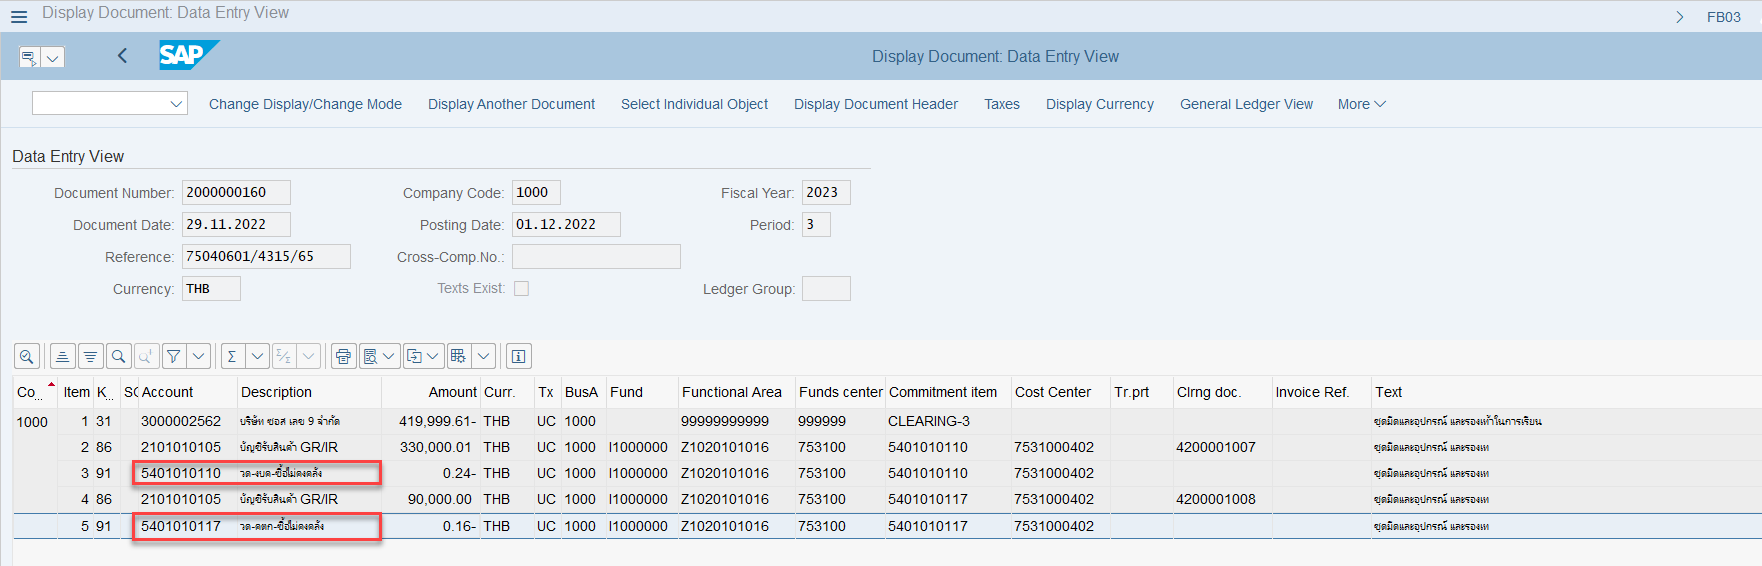 Display Document: Data Entry View
FB03
SAP
Display Document: Data Entry View
Change Display/Change Mode Display Another Document Select Individual Object Display Document Header Taxes Display Currency General Ledger View More
Data Entry View
Document Number: 2000000160 Company Code: 1000 Fiscal Year: 2023
Document Date: 29.11.2022 Posting Date: 01.12.2022 Period: 3
Reference: 75040601/4315/65 Cross-Comp.No.:
Currency: THB Texts Exist: Ledger Group:
Co... Item K... SG Account Description Amount Curr. Tx BusA Fund Functional Area Funds center Commitment item Cost Center Tr.prt Clrng doc. Invoice Ref. Text
1000 1 31 3000002562 บริษัท ซอส เลข 9 จำกัด 419,999.61- THB UC 1000 99999999999 999999 CLEARING-3 ชุดมีดและอุปกรณ์ และรองเท้าในการเรียน
2 86 2101010105 บัญชีรับสินค้า GR/IR 330,000.01 THB UC 1000 I1000000 Z1020101016 753100 5401010110 7531000402 4200001007 ชุดมีดและอุปกรณ์ และรองเท
3 91 5401010110 วด-งบด-ซื้อไม่ลงคลัง 0.24- THB UC 1000 I1000000 Z1020101016 753100 5401010110 7531000402 ชุดมีดและอุปกรณ์ และรองเท
4 86 2101010105 บัญชีรับสินค้า GR/IR 90,000.00 THB UC 1000 I1000000 Z1020101016 753100 5401010117 7531000402 4200001008 ชุดมีดและอุปกรณ์ และรองเท
5 91 5401010117 0.16- THB UC 1000 I1000000 Z1020101016 753100 5401010117 7531000402 ชุดมีดและอุปกรณ์ และรองเท